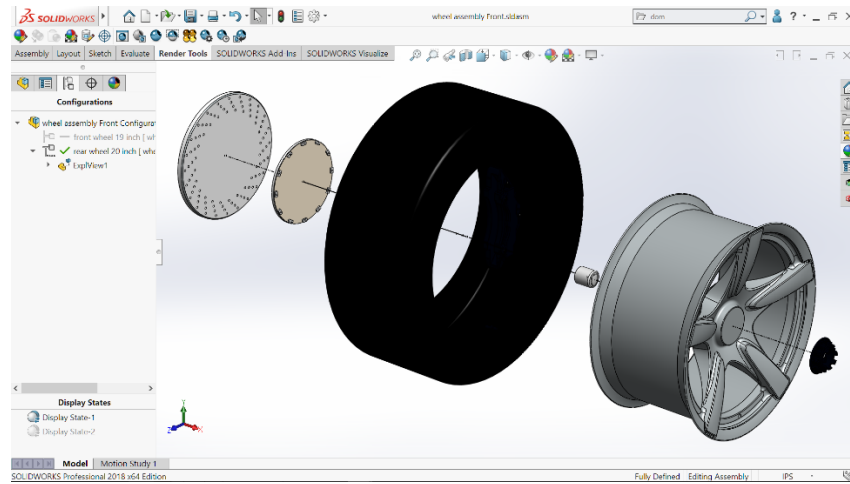 SOLIDWORKS
wheel assembly Front.sldasm
dom
?
Assembly Layout Sketch Evaluate Render Tools SOLIDWORKS Add-Ins SOLIDWORKS Visualize
Configurations
wheel assembly Front Configurat
front wheel 19 inch [ wh
rear wheel 20 inch [ whe
ExplView1
Display States
Display State-1
Display State-2
Model Motion Study 1
SOLIDWORKS Professional 2018 x64 Edition
Fully Defined Editing Assembly IPS